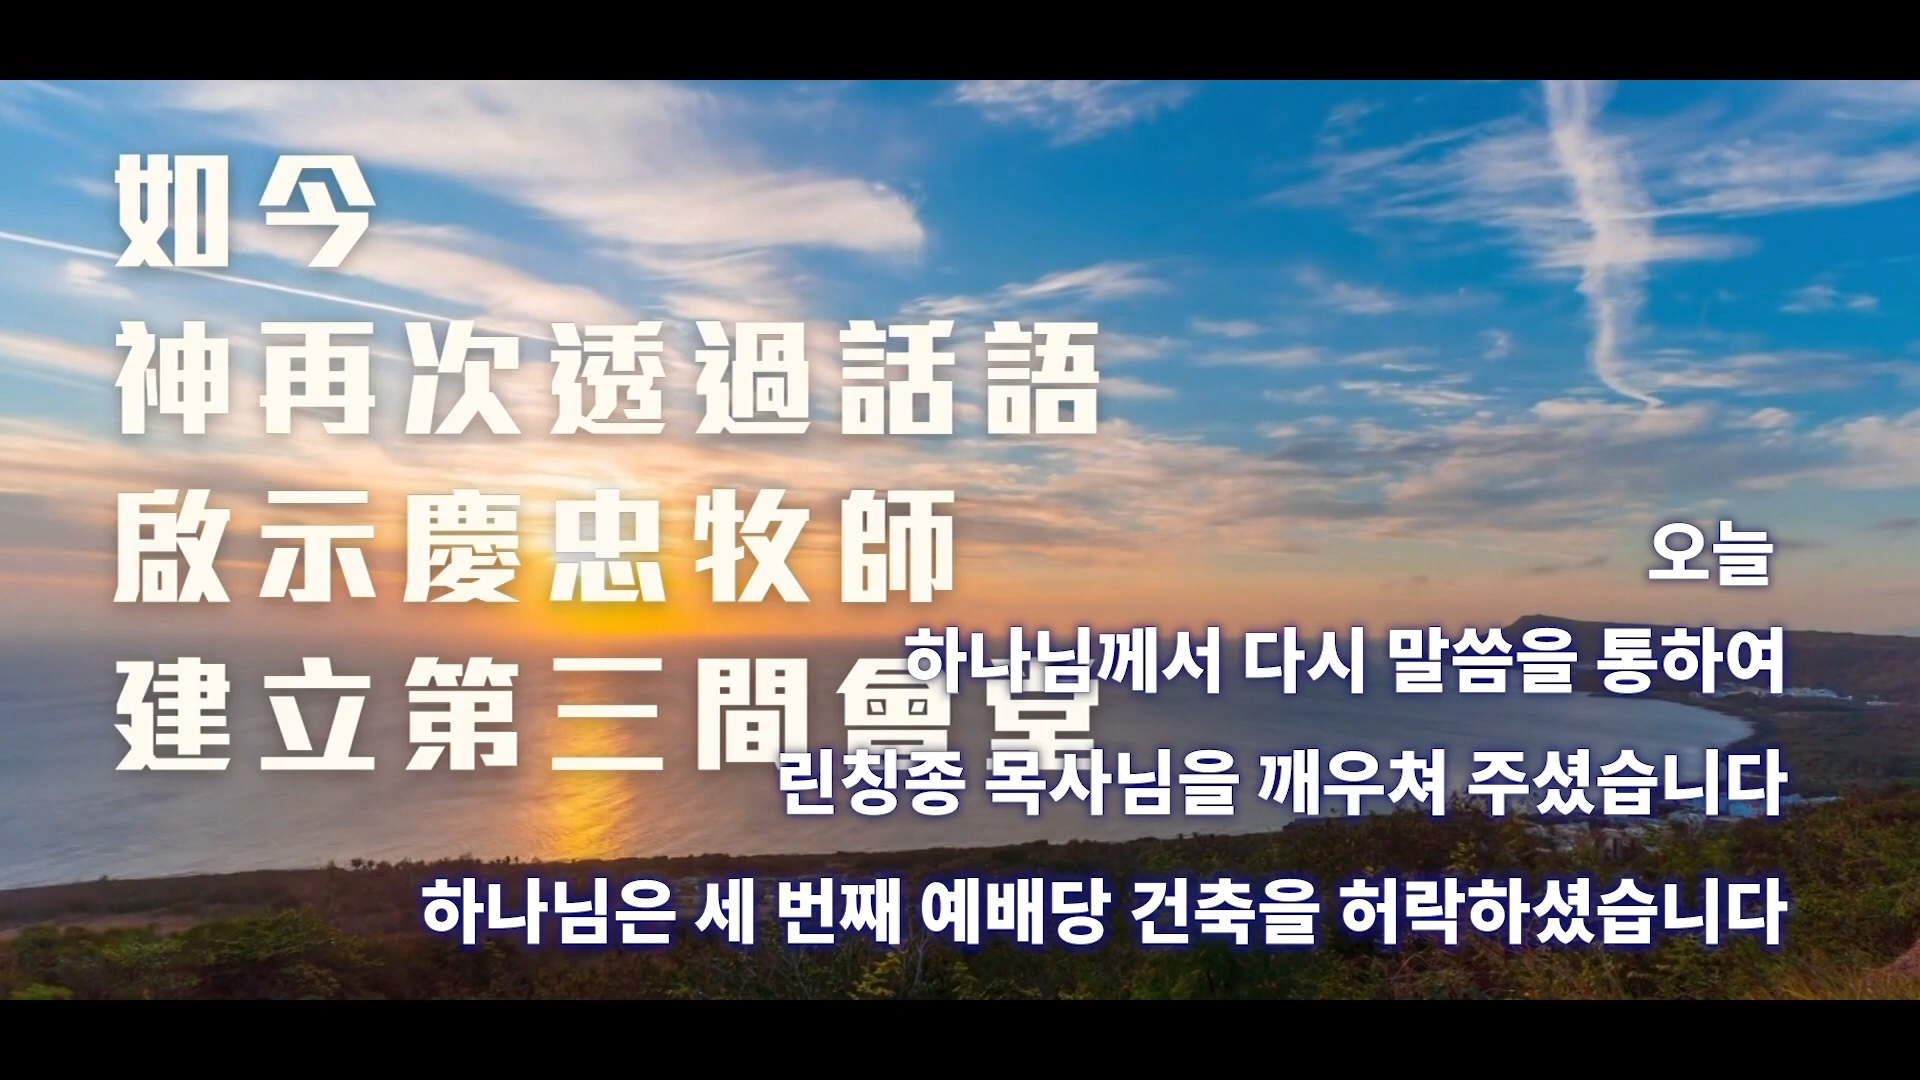 如今
神再次透過話語
啟示慶忠牧師
建立第三間會堂
오늘
하나님께서 다시 말씀을 통하여
린칭종 목사님을 깨우쳐 주셨습니다
하나님은 세 번째 예배당 건축을 허락하셨습니다